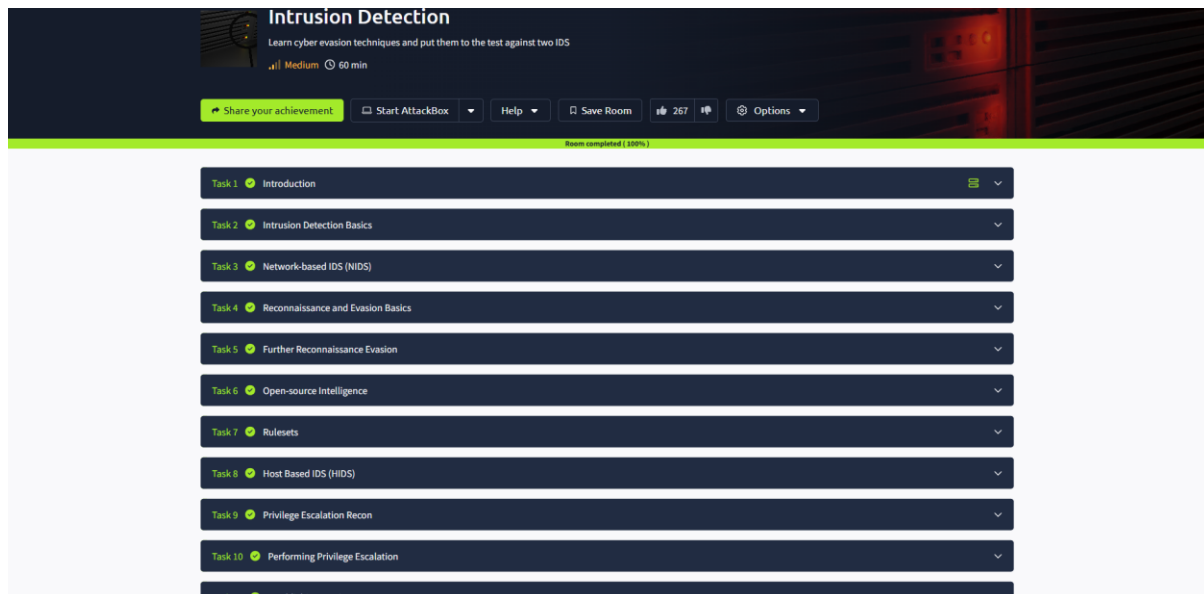 Intrusion Detection
Learn cyber evasion techniques and put them to the test against two IDS
Medium 60 min
Share your achievement Start AttackBox Help Save Room 267 Options
Room completed ( 100% )
Task 1 Introduction
Task 2 Intrusion Detection Basics
Task 3 Network-based IDS (NIDS)
Task 4 Reconnaissance and Evasion Basics
Task 5 Further Reconnaissance Evasion
Task 6 Open-source Intelligence
Task 7 Rulesets
Task 8 Host Based IDS (HIDS)
Task 9 Privilege Escalation Recon
Task 10 Performing Privilege Escalation